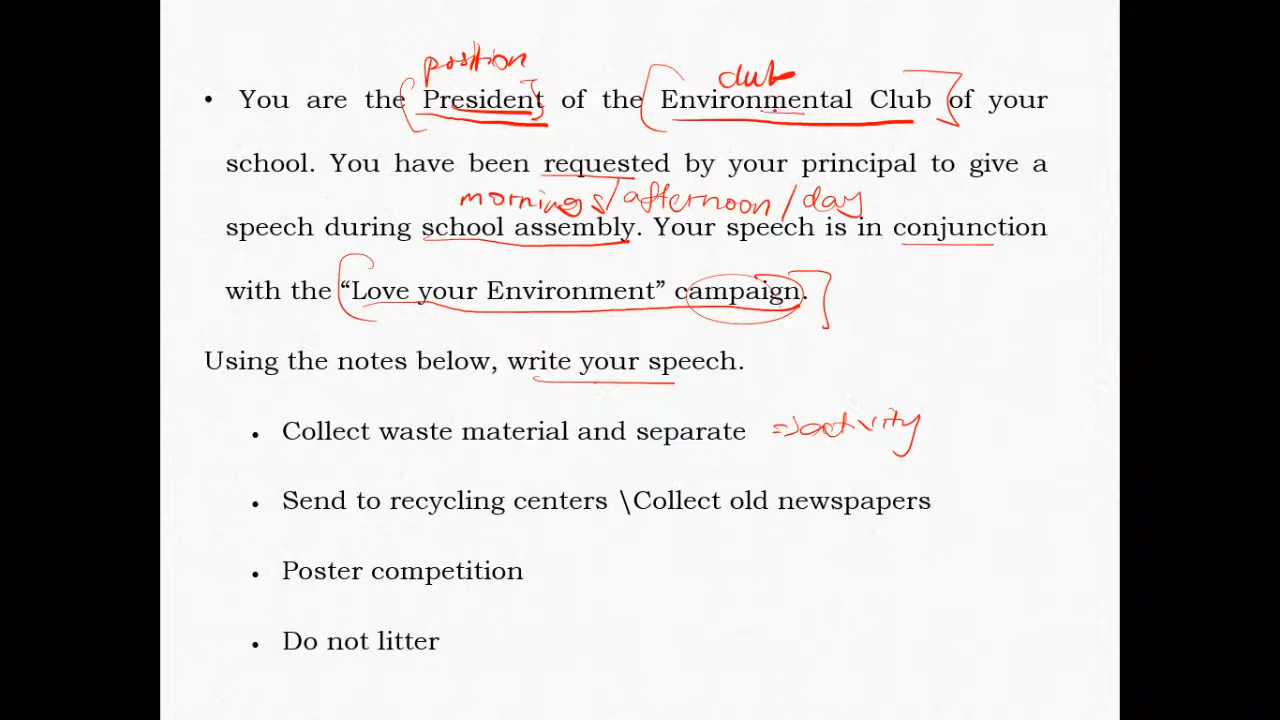 position
club
• You are the President of the Environmental Club of your
school. You have been requested by your principal to give a
mornings/afternoon/day
speech during school assembly. Your speech is in conjunction
with the “Love your Environment” campaign.
Using the notes below, write your speech.
• Collect waste material and separate =>activity
• Send to recycling centers \Collect old newspapers
• Poster competition
• Do not litter